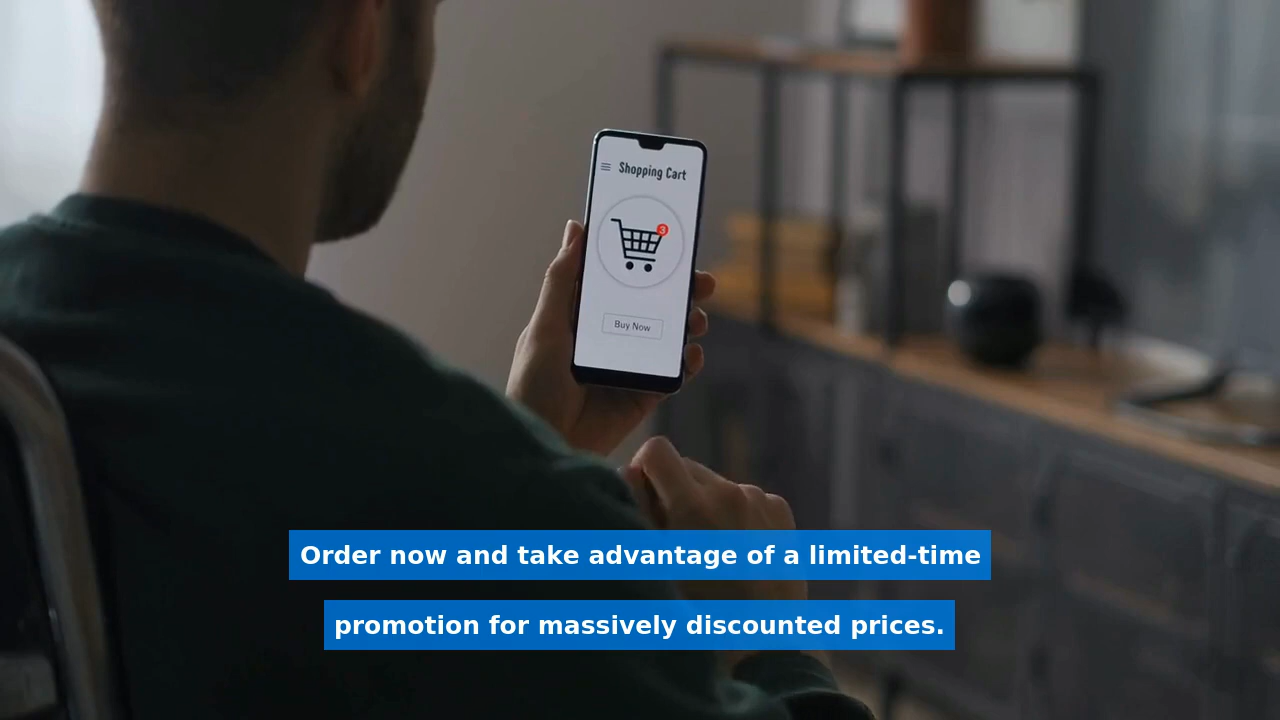 Shopping Cart
3
Buy Now
Order now and take advantage of a limited-time
promotion for massively discounted prices.